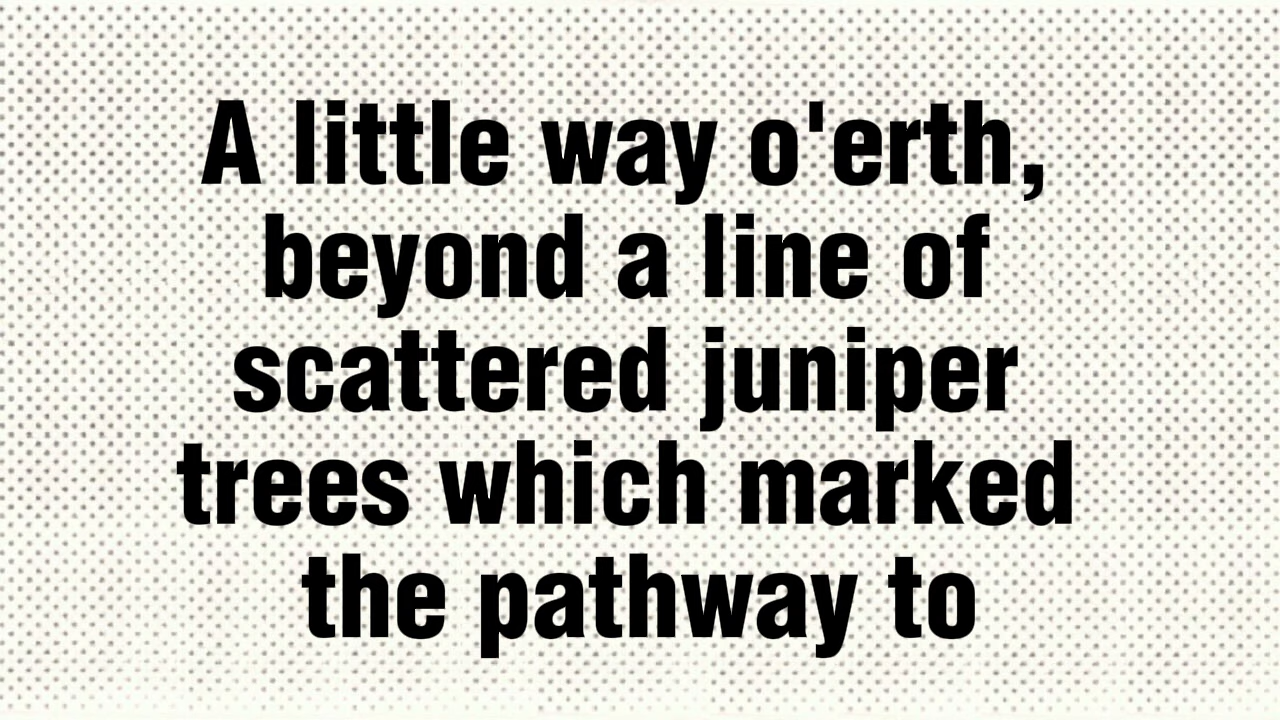 A little way o'erth,
beyond a line of
scattered juniper
trees which marked
the pathway to